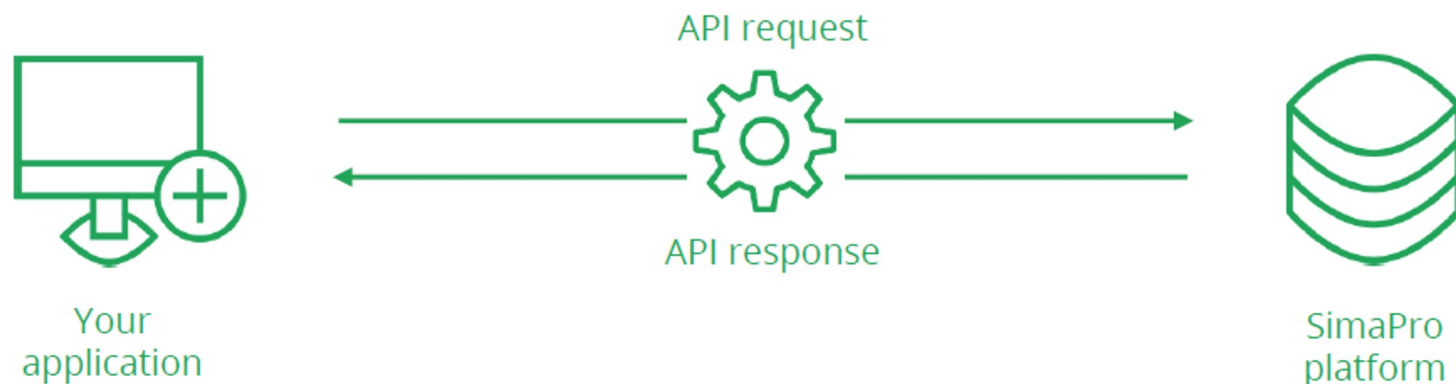 API request
API response
Your
application
SimaPro
platform